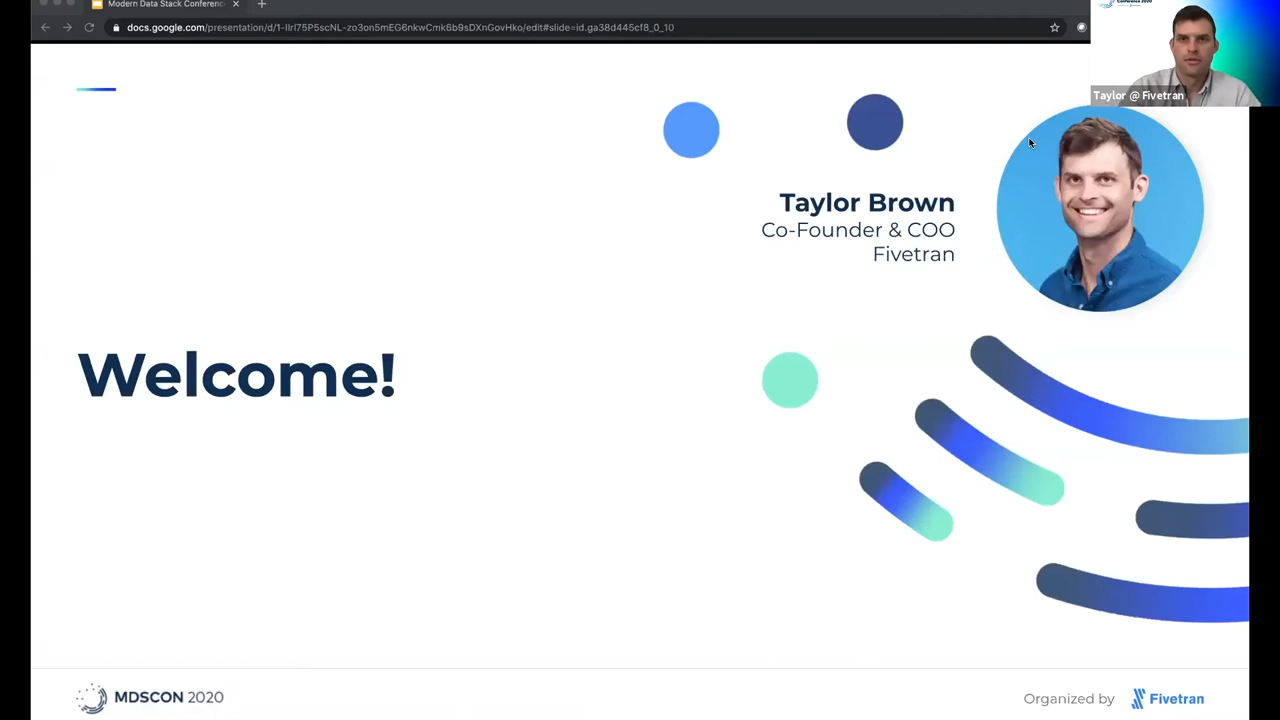 Modern Data Stack Conferenc
docs.google.com/presentation/d/1-lIrl75P5scNL-zo3on5mEG6nkwCmk6b9sDXnGovHko/edit#slide=id.ga38d445cf8_0_10
Taylor @ Fivetran
Taylor Brown
Co-Founder & COO
Fivetran
Welcome!
MDSCON 2020
Organized by Fivetran